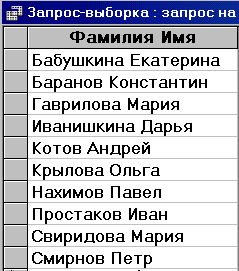 Запрос-выборка : запрос на
Фамилия Имя
Бабушкина Екатерина
Баранов Константин
Гаврилова Мария
Иванишкина Дарья
Котов Андрей
Крылова Ольга
Нахимов Павел
Простаков Иван
Свиридова Мария
Смирнов Петр